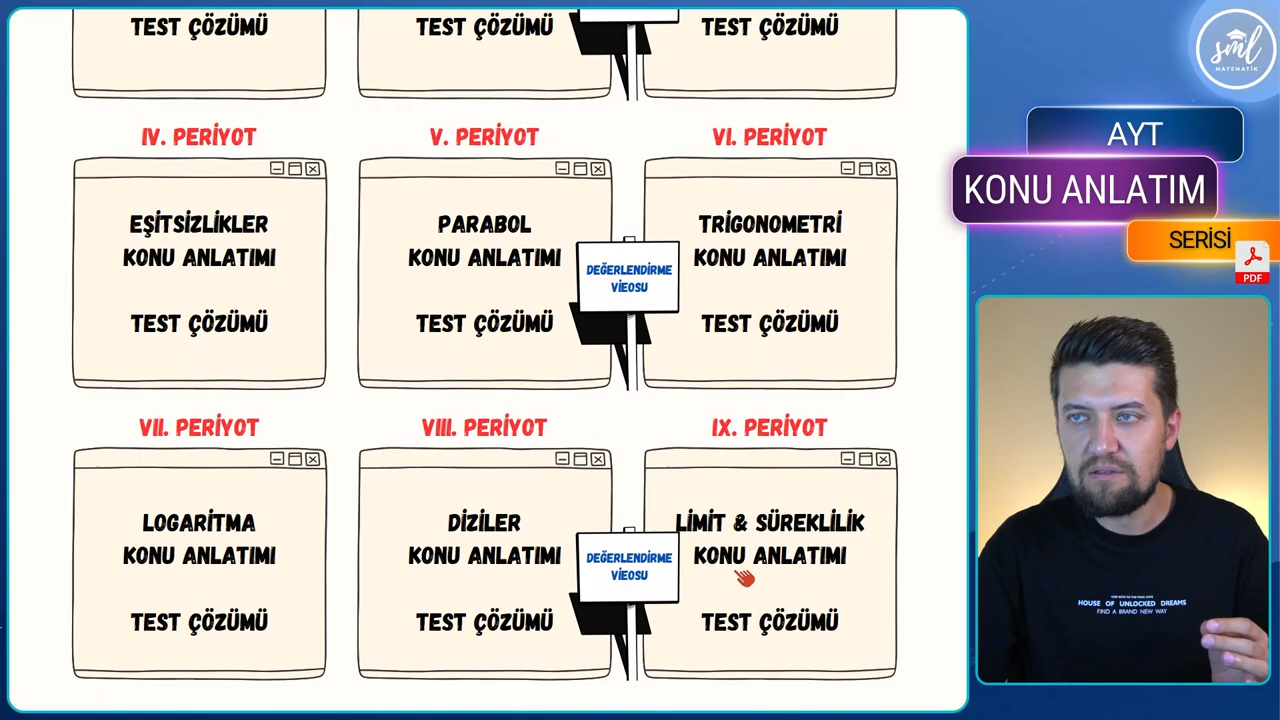 TEST ÇÖZÜMÜ
TEST ÇÖZÜMÜ
TEST ÇÖZÜMÜ
IV. PERİYOT
V. PERİYOT
VI. PERİYOT
EŞİTSİZLİKLER
KONU ANLATIMI
TEST ÇÖZÜMÜ
PARABOL
KONU ANLATIMI
TEST ÇÖZÜMÜ
DEĞERLENDİRME
VİEOSU
TRİGONOMETRİ
KONU ANLATIMI
TEST ÇÖZÜMÜ
VII. PERİYOT
VIII. PERİYOT
IX. PERİYOT
LOGARİTMA
KONU ANLATIMI
TEST ÇÖZÜMÜ
DİZİLER
KONU ANLATIMI
TEST ÇÖZÜMÜ
DEĞERLENDİRME
VİEOSU
LİMİT & SÜREKLİLİK
KONU ANLATIMI
TEST ÇÖZÜMÜ
sml
MATEMATİK
AYT
KONU ANLATIM
SERİSİ
PDF
HOUSE OF UNLOCKED DREAMS
FIND A BRAND NEW WAY